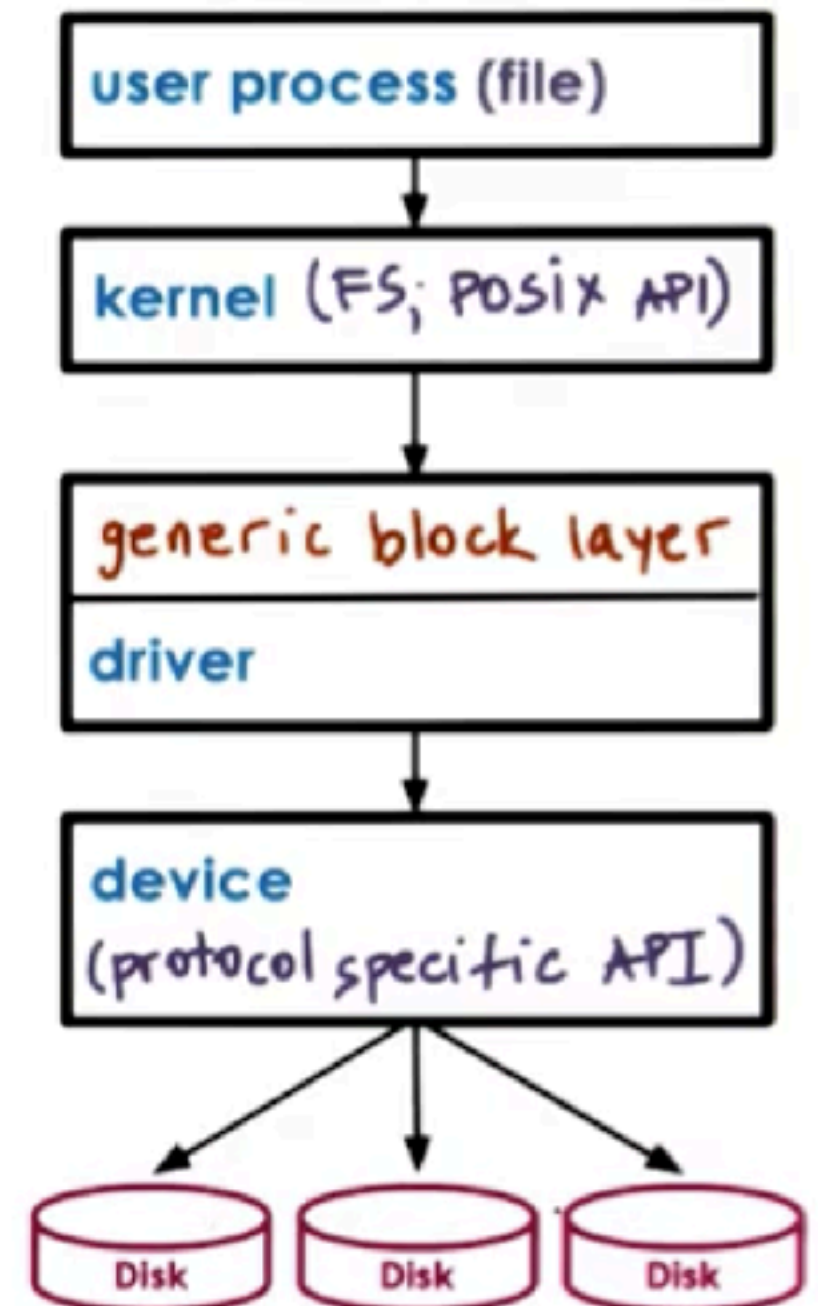 user process (file)
kernel (FS; POSix API)
generic block layer
driver
device
(protocol specific API)
Disk Disk Disk